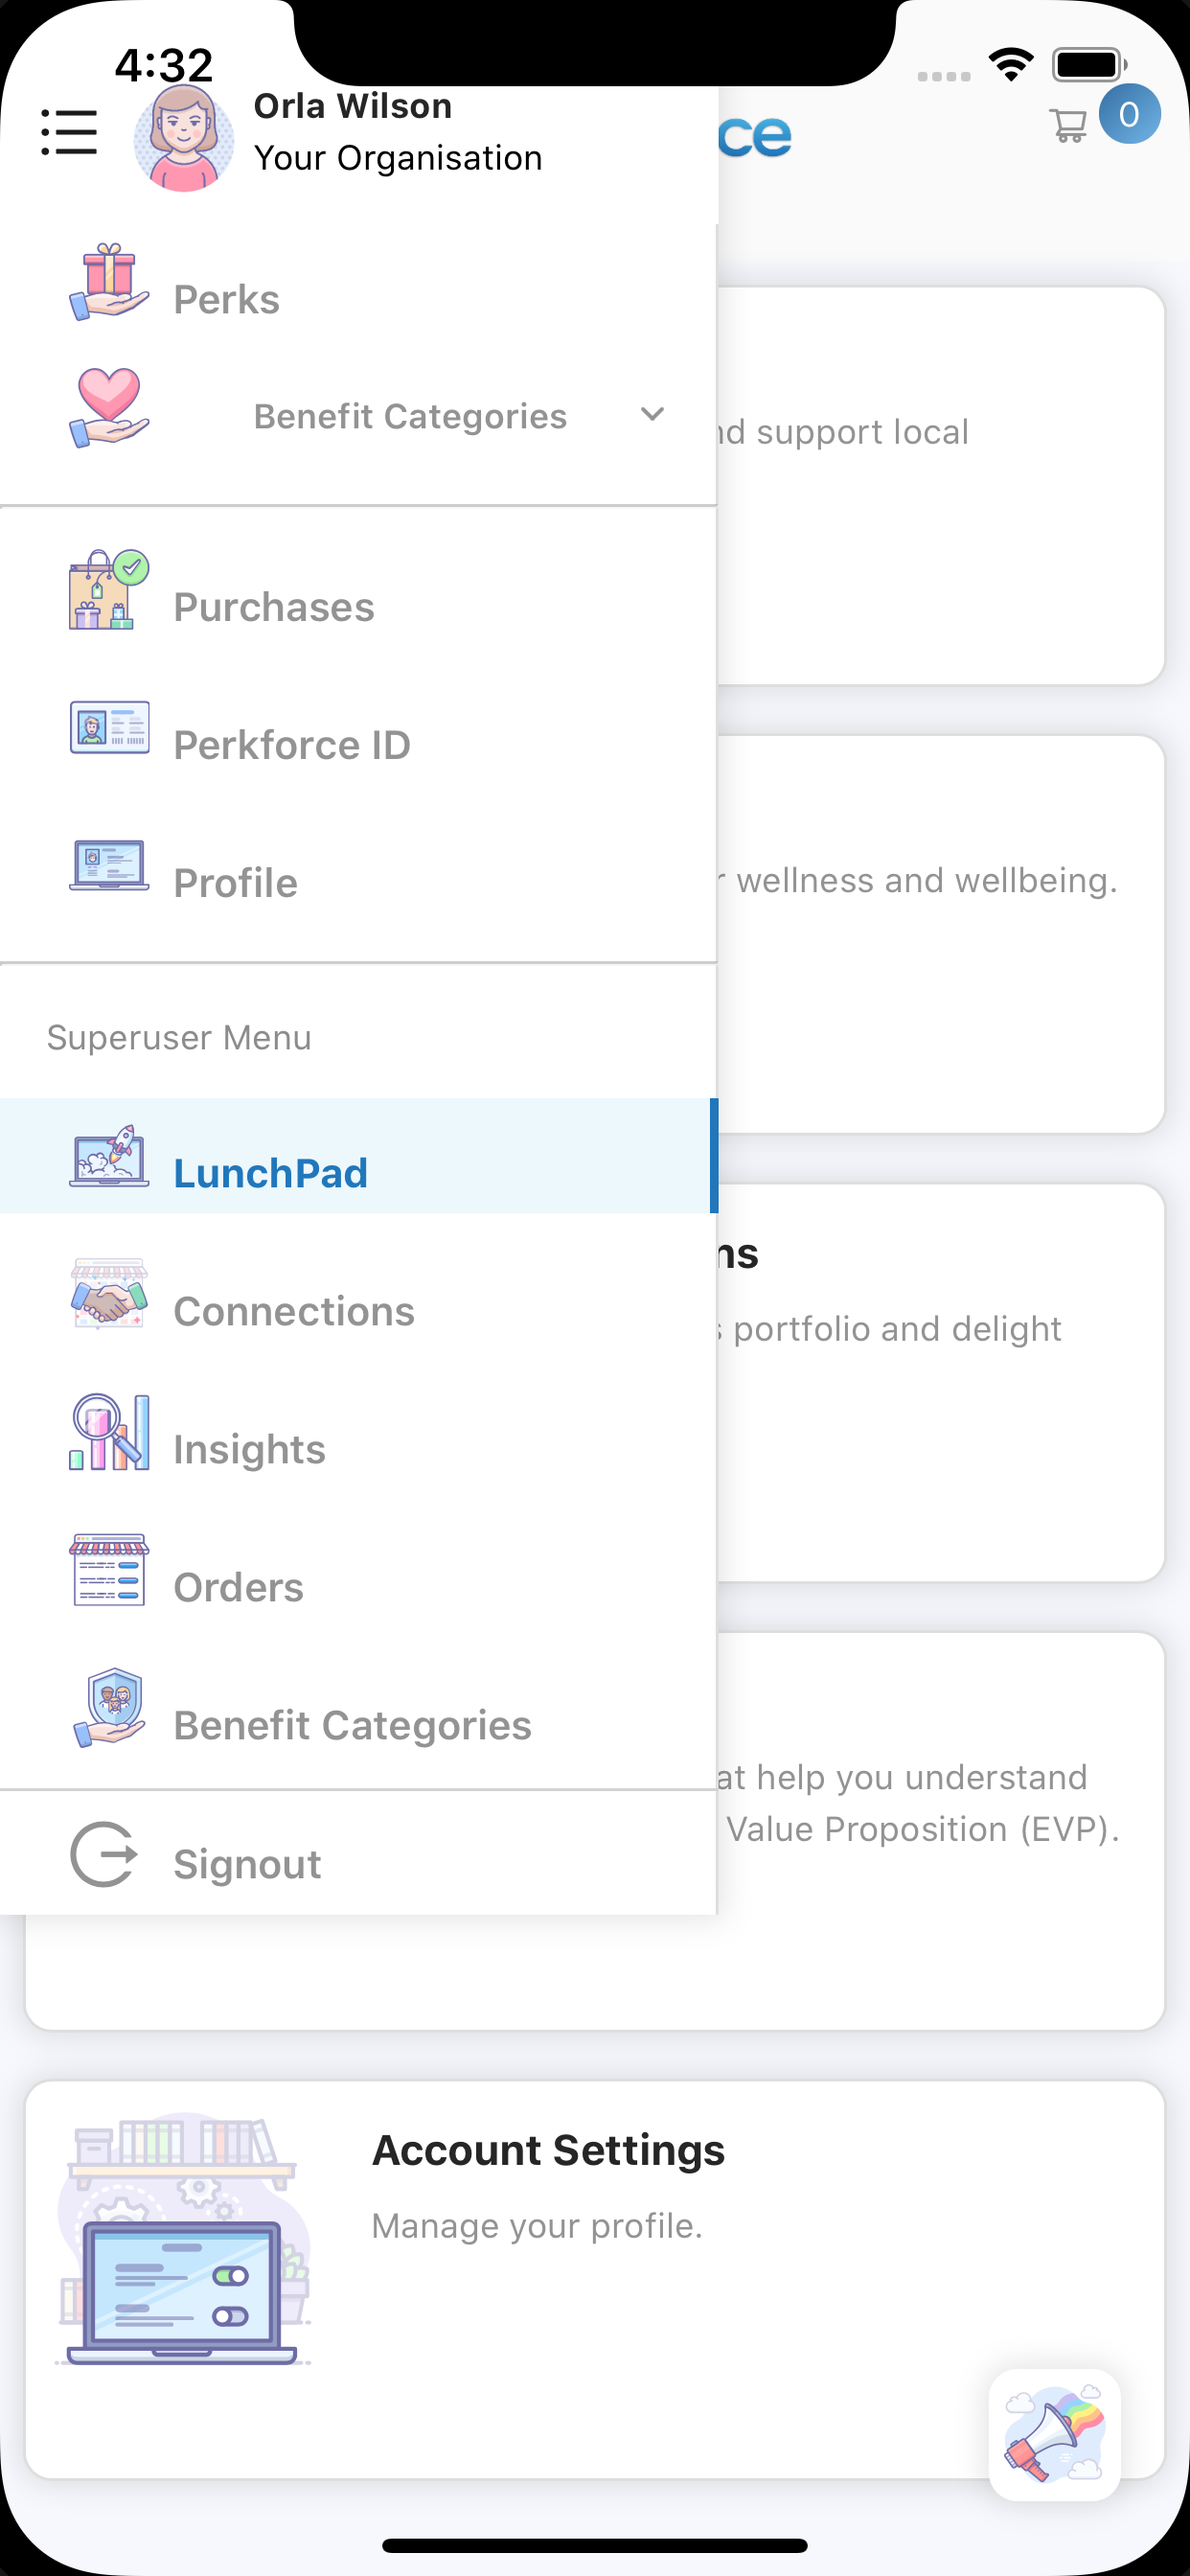 4:32
Orla Wilson
Your Organisation
ce
0
Perks
Benefit Categories
nd support local
Purchases
Perkforce ID
Profile
r wellness and wellbeing.
Superuser Menu
LunchPad
ns
Connections
s portfolio and delight
Insights
Orders
Benefit Categories
at help you understand
Value Proposition (EVP).
Signout
Account Settings
Manage your profile.